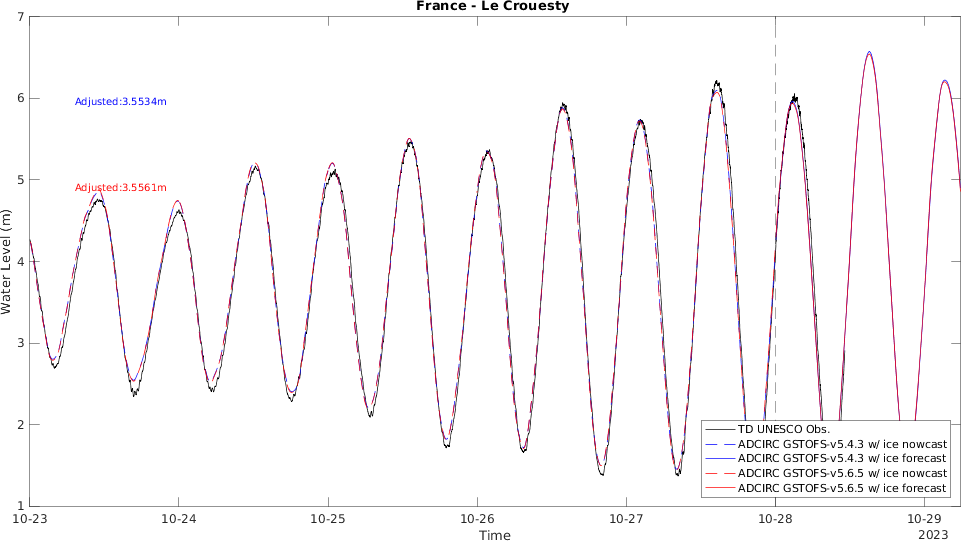 France - Le Crouesty
7
6
5
4
3
2
1
Water Level (m)
Adjusted:3.5534m
Adjusted:3.5561m
TD UNESCO Obs.
ADCIRC GSTOFS-v5.4.3 w/ ice nowcast
ADCIRC GSTOFS-v5.4.3 w/ ice forecast
ADCIRC GSTOFS-v5.6.5 w/ ice nowcast
ADCIRC GSTOFS-v5.6.5 w/ ice forecast
10-23 10-24 10-25 10-26 10-27 10-28 10-29
Time
2023